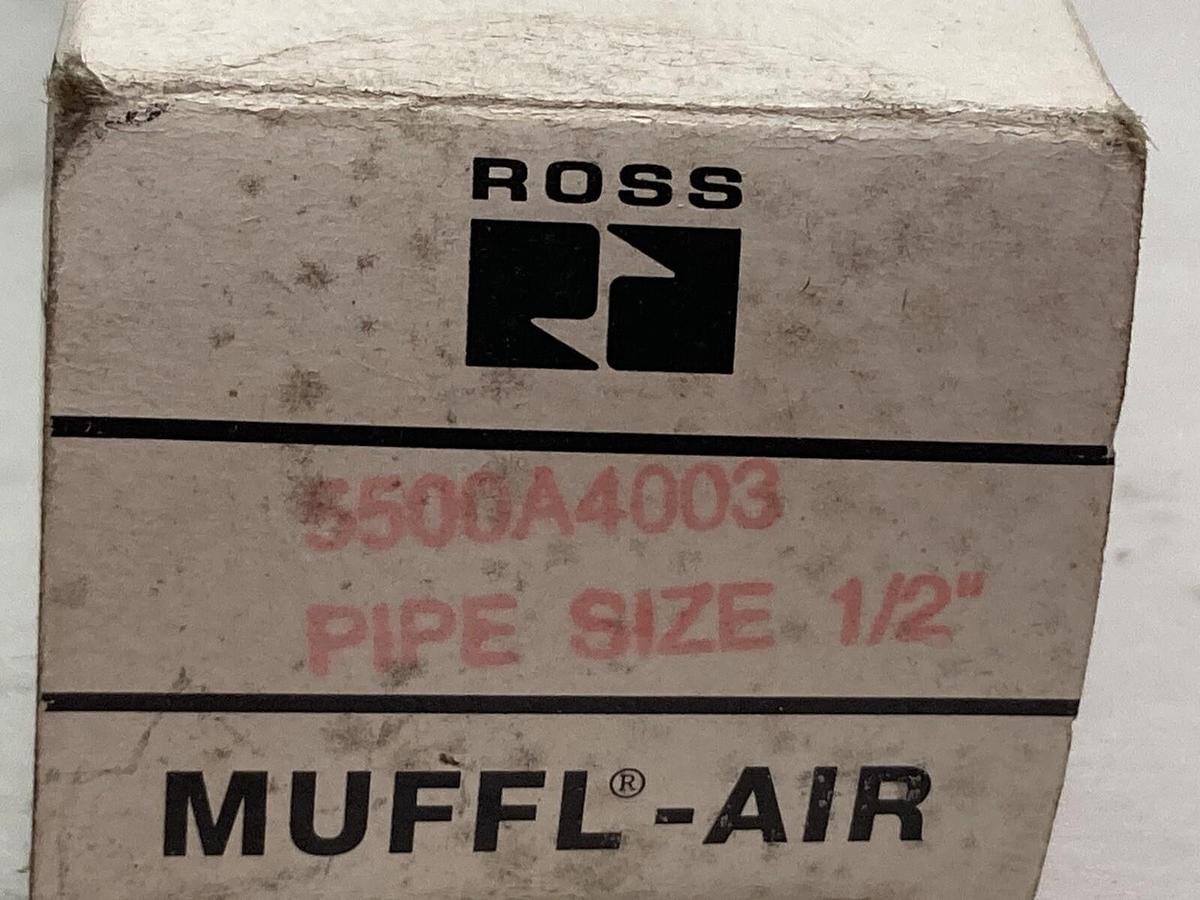 ROSS
5500A4003
PIPE SIZE 1/2"
MUFFL®-AIR